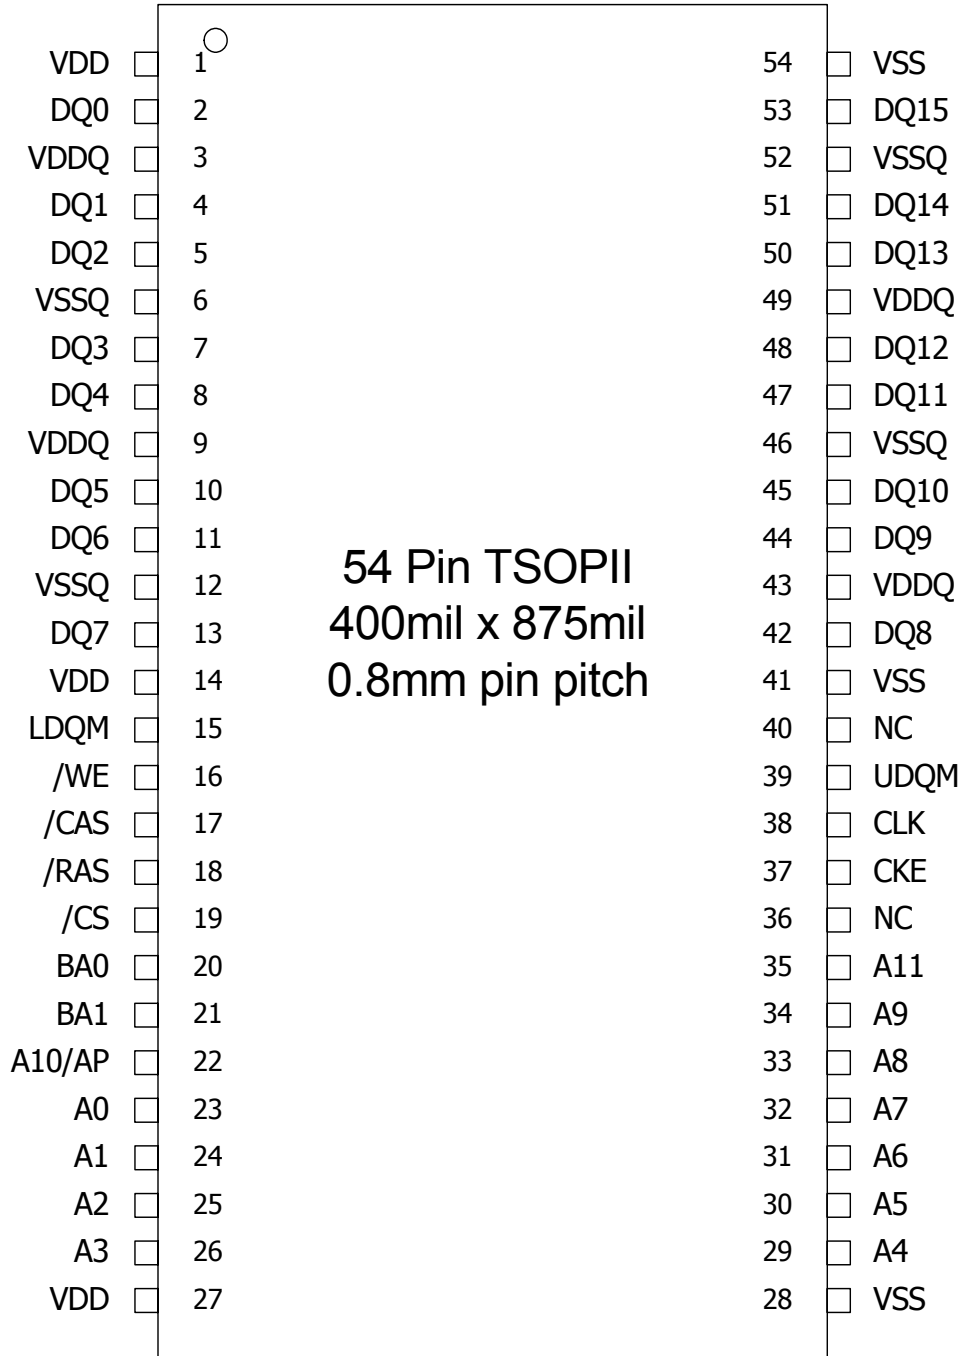 VDD 1 54 VSS
DQ0 2 53 DQ15
VDDQ 3 52 VSSQ
DQ1 4 51 DQ14
DQ2 5 50 DQ13
VSSQ 6 49 VDDQ
DQ3 7 48 DQ12
DQ4 8 47 DQ11
VDDQ 9 46 VSSQ
DQ5 10 45 DQ10
DQ6 11 44 DQ9
54 Pin TSOPII
VSSQ 12 43 VDDQ
400mil x 875mil
DQ7 13 42 DQ8
VDD 14 41 VSS
0.8mm pin pitch
LDQM 15 40 NC
/WE 16 39 UDQM
/CAS 17 38 CLK
/RAS 18 37 CKE
/CS 19 36 NC
BA0 20 35 A11
BA1 21 34 A9
A10/AP 22 33 A8
A0 23 32 A7
A1 24 31 A6
A2 25 30 A5
A3 26 29 A4
VDD 27 28 VSS